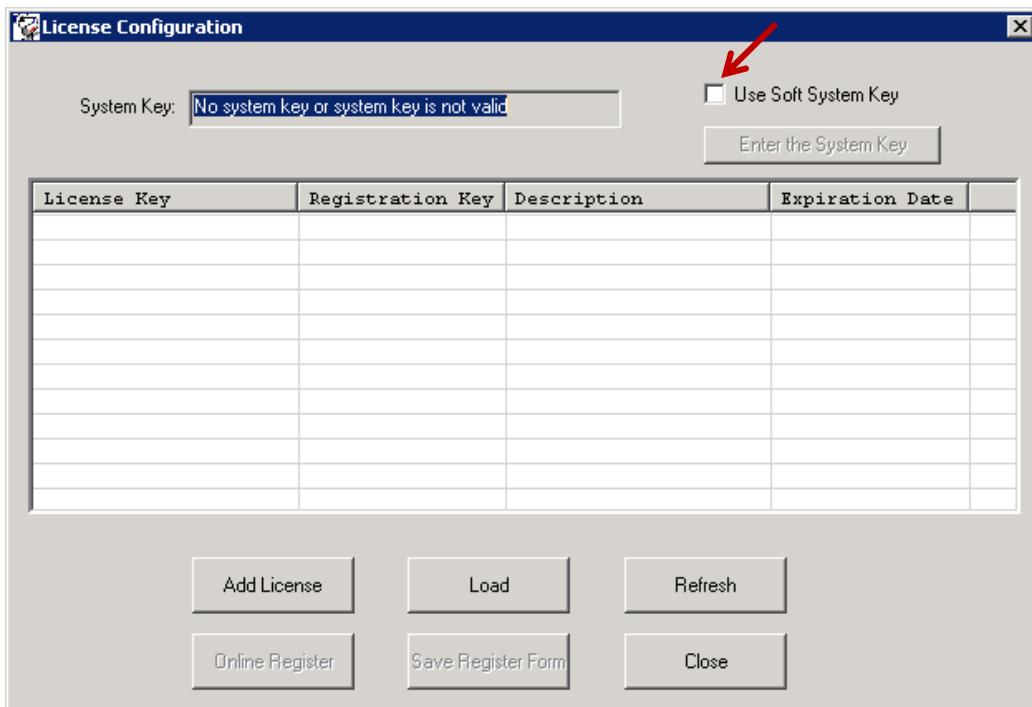 License Configuration
System Key: No system key or system key is not valid
Use Soft System Key
Enter the System Key
License Key Registration Key Description Expiration Date
Add License Load Refresh
Online Register Save Register Form Close